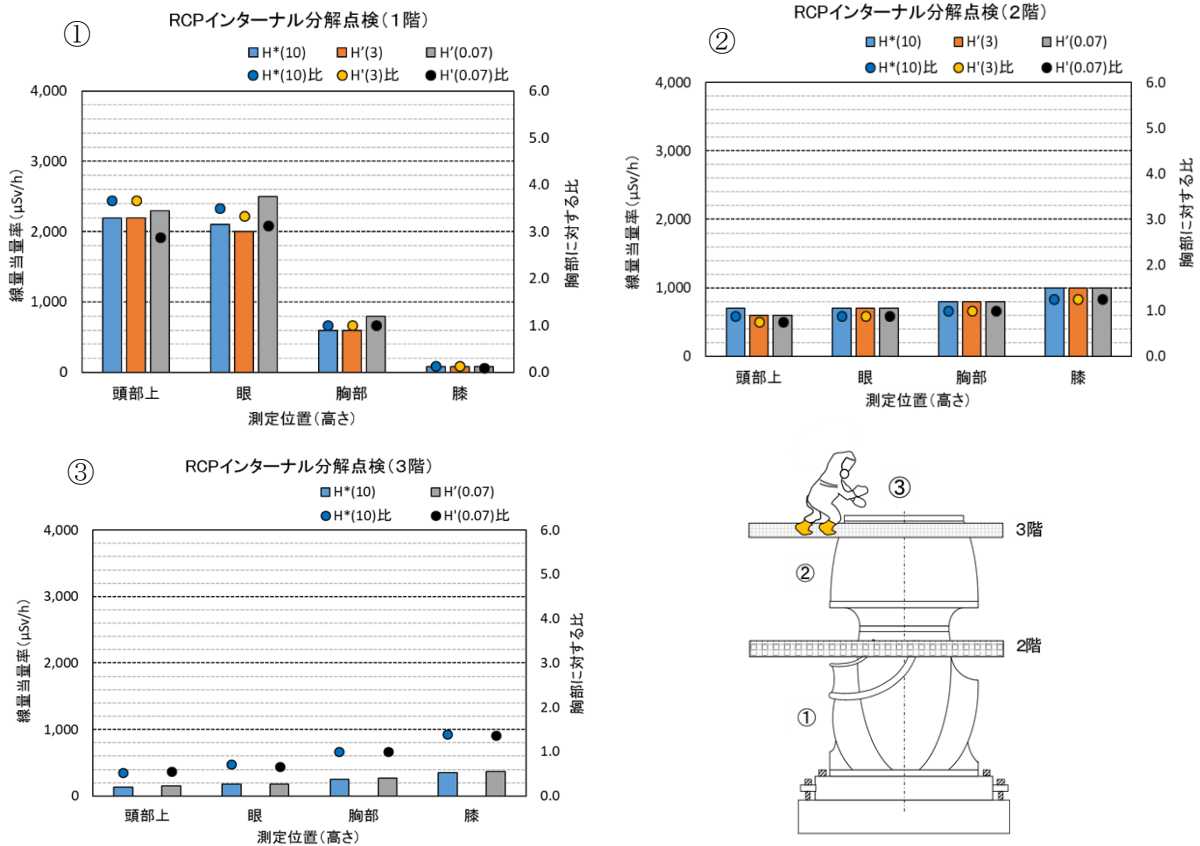 ①
RCPインターナル分解点検(1階)
H*(10) H'(3) H'(0.07)
H*(10)比 H'(3)比 H'(0.07)比
線量当量率(μSv/h)
4,000
3,000
2,000
1,000
0
6.0
5.0
4.0
3.0
2.0
1.0
0.0
胸部に対する比
頭部上 眼 胸部 膝
測定位置(高さ)
②
RCPインターナル分解点検(2階)
H*(10) H'(3) H'(0.07)
H*(10)比 H'(3)比 H'(0.07)比
線量当量率(μSv/h)
4,000
3,000
2,000
1,000
0
6.0
5.0
4.0
3.0
2.0
1.0
0.0
胸部に対する比
頭部上 眼 胸部 膝
測定位置(高さ)
③
RCPインターナル分解点検(3階)
H*(10) H'(0.07)
H*(10)比 H'(0.07)比
線量当量率(μSv/h)
4,000
3,000
2,000
1,000
0
6.0
5.0
4.0
3.0
2.0
1.0
0.0
胸部に対する比
頭部上 眼 胸部 膝
測定位置(高さ)
③
3階
②
2階
①